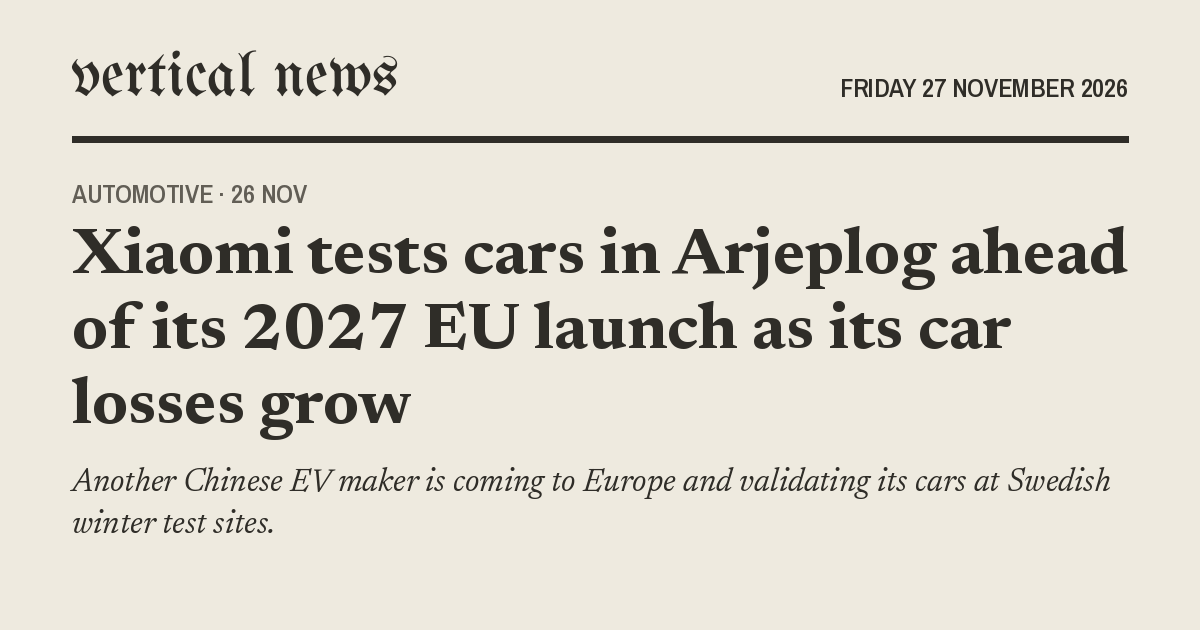 vertical news
FRIDAY 27 NOVEMBER 2026
AUTOMOTIVE · 26 NOV
Xiaomi tests cars in Arjeplog ahead
of its 2027 EU launch as its car
losses grow
Another Chinese EV maker is coming to Europe and validating its cars at Swedish
winter test sites.